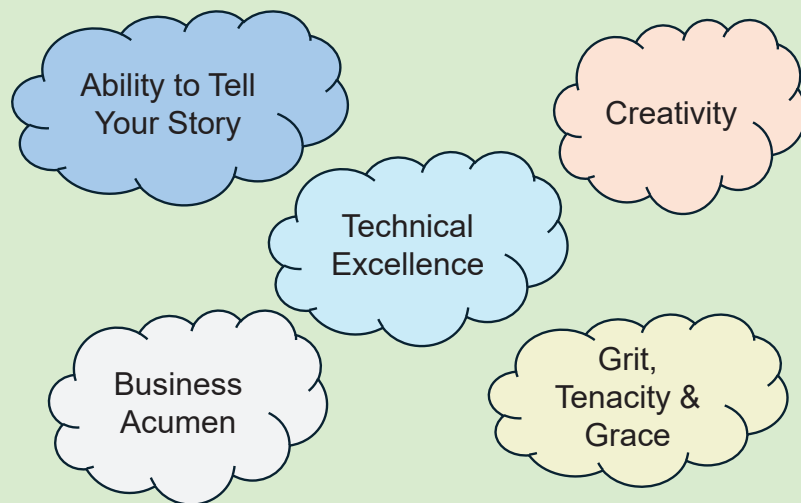 Ability to Tell
Your Story
Creativity
Technical
Excellence
Business
Acumen
Grit,
Tenacity &
Grace